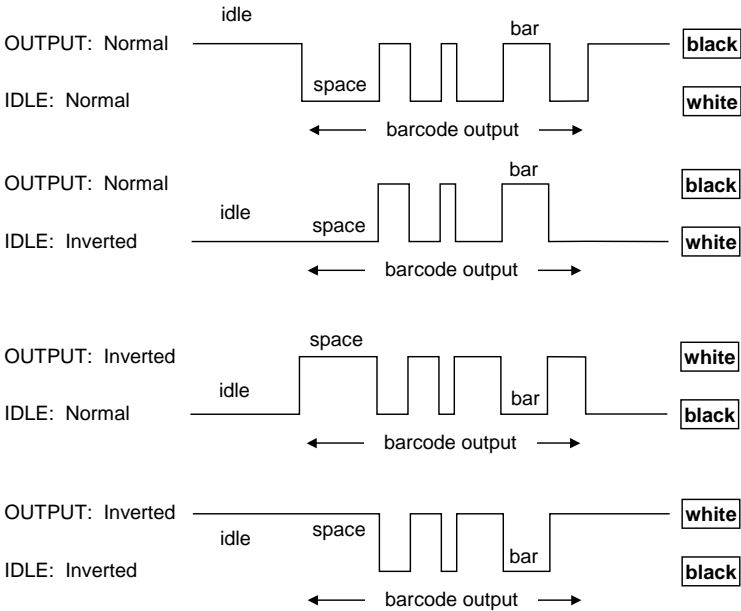 idle
OUTPUT: Normal bar black
space
IDLE: Normal white
barcode output
OUTPUT: Normal bar black
idle
space
IDLE: Inverted white
barcode output
space
OUTPUT: Inverted white
idle
bar
IDLE: Normal black
barcode output
OUTPUT: Inverted white
idle space
bar
IDLE: Inverted black
barcode output